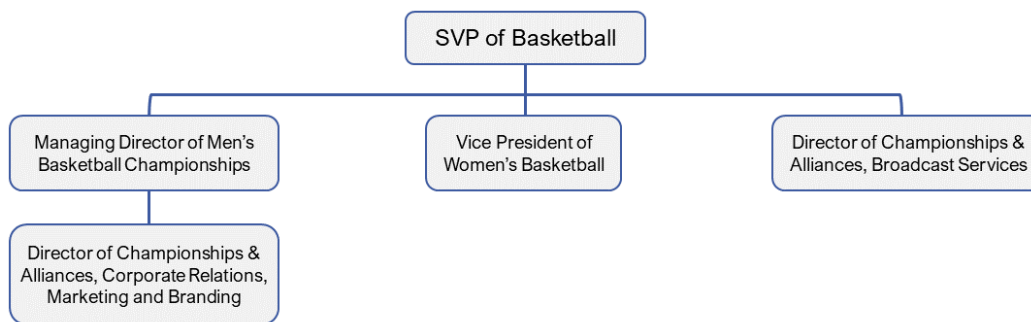 SVP of Basketball
Managing Director of Men's
Basketball Championships
Vice President of
Women's Basketball
Director of Championships &
Alliances, Broadcast Services
Director of Championships &
Alliances, Corporate Relations,
Marketing and Branding